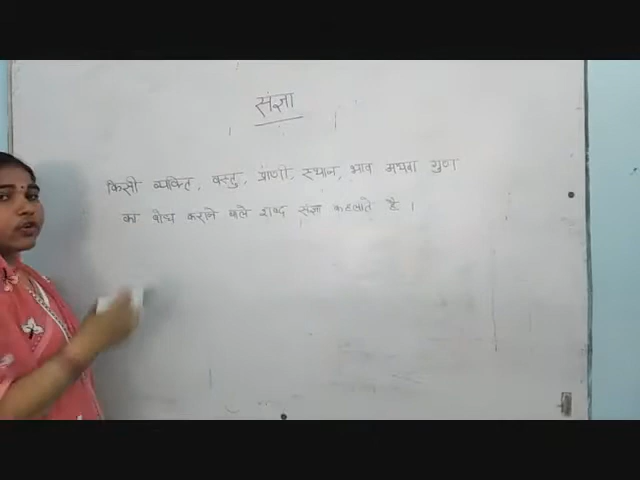 संज्ञा
किसी व्यक्ति, वस्तु, प्राणी, स्थान, भाव अथवा गुण
का बोध कराने वाले शब्द संज्ञा कहलाते है।